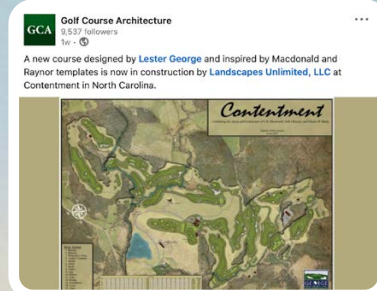 GCA
Golf Course Architecture
9,537 followers
1w •
A new course designed by Lester George and inspired by Macdonald and
Raynor templates is now in construction by Landscapes Unlimited, LLC at
Contentment in North Carolina.
Contentment
GEORGE